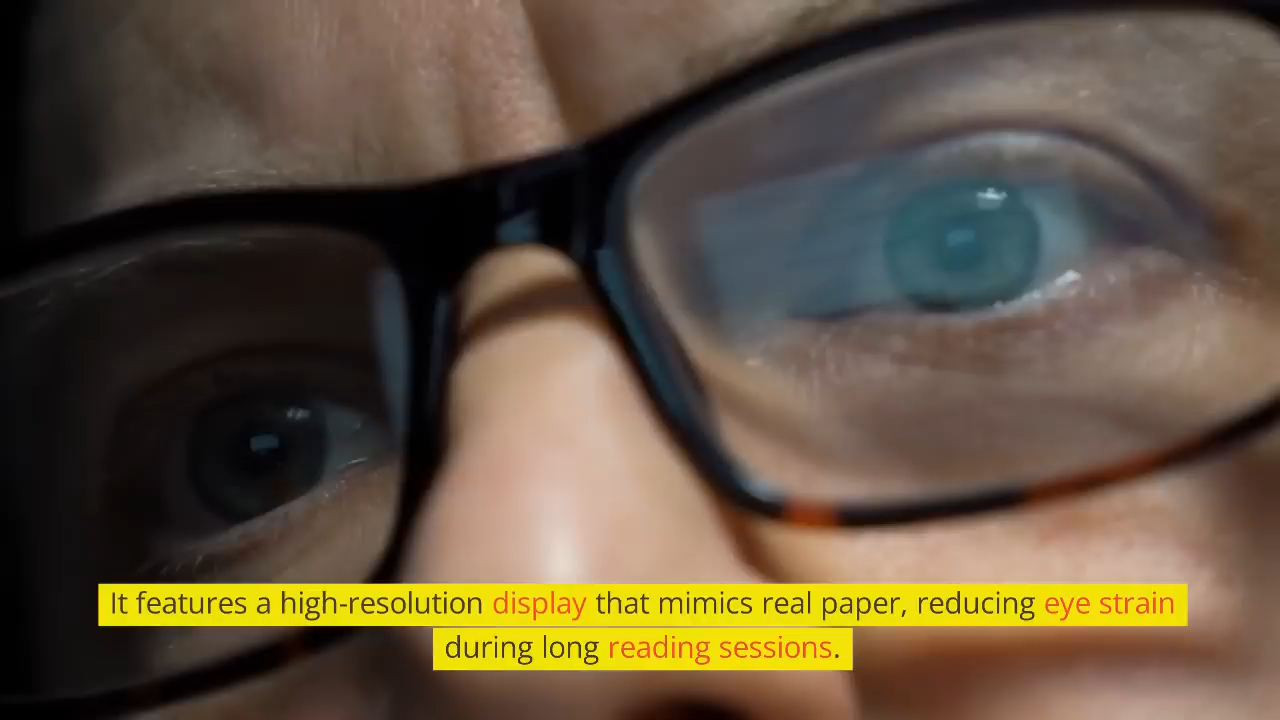 It features a high-resolution display that mimics real paper, reducing eye strain
during long reading sessions.